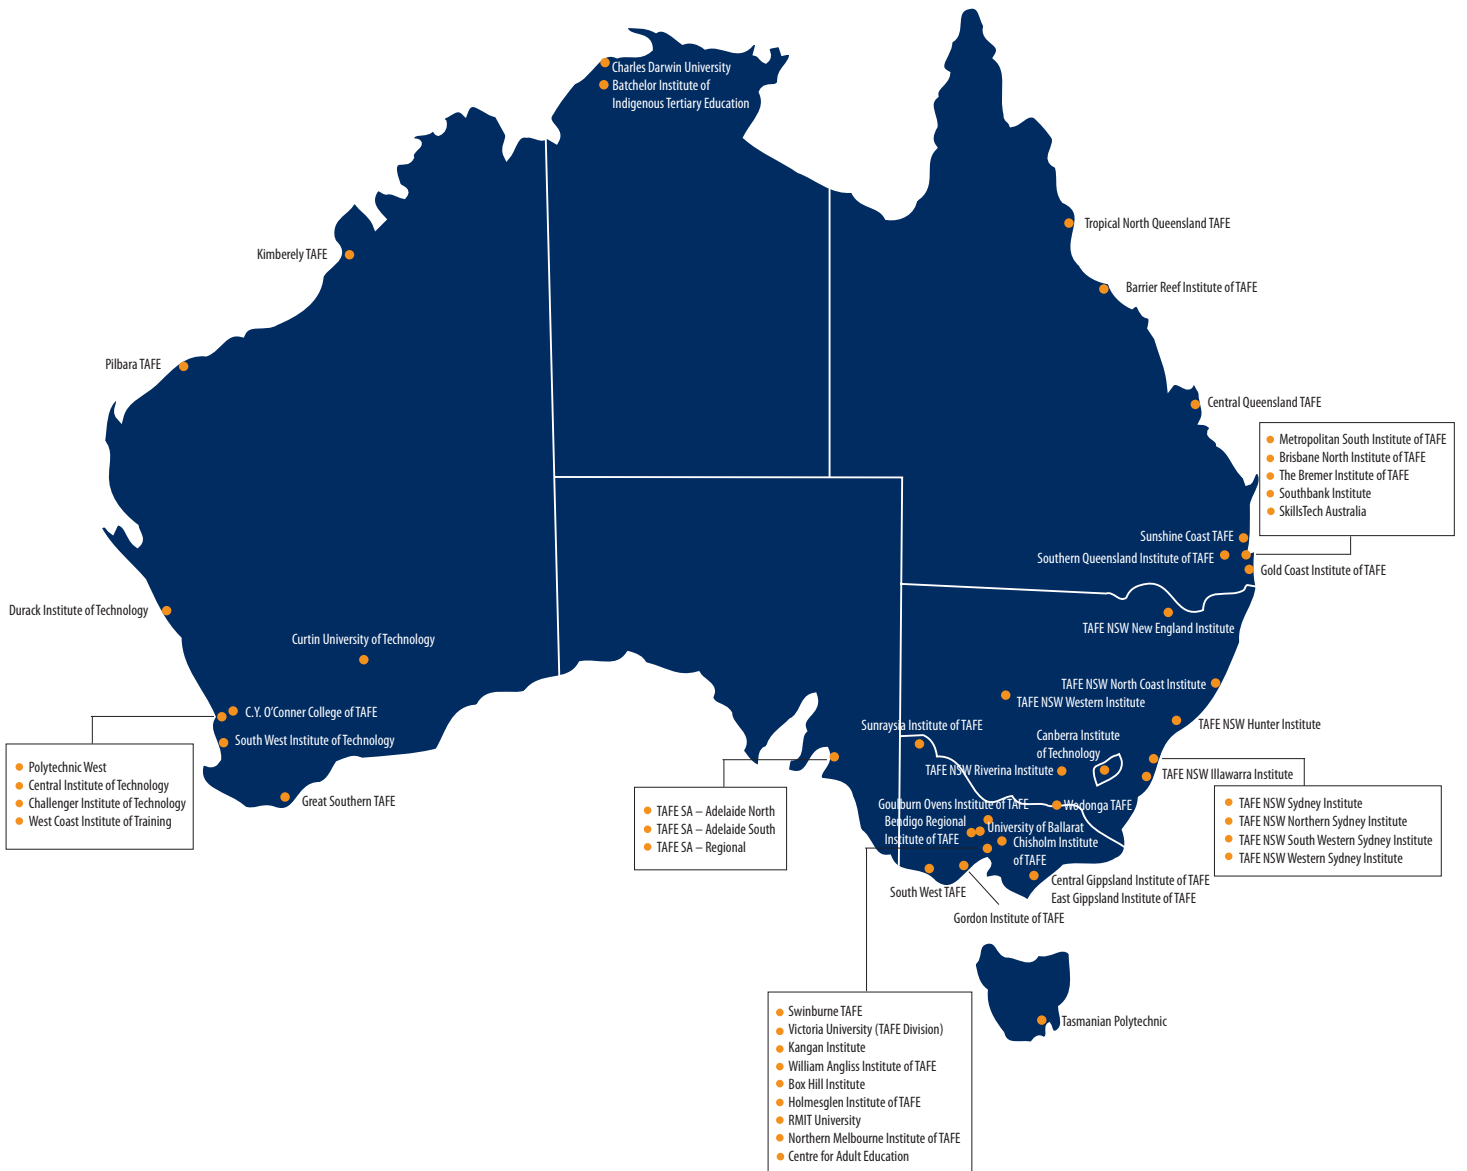 Charles Darwin University
Batchelor Institute of
Indigenous Tertiary Education
Tropical North Queensland TAFE
Kimberely TAFE
Barrier Reef Institute of TAFE
Pilbara TAFE
Central Queensland TAFE
Metropolitan South Institute of TAFE
Brisbane North Institute of TAFE
The Bremer Institute of TAFE
Southbank Institute
SkillsTech Australia
Sunshine Coast TAFE
Southern Queensland Institute of TAFE
Gold Coast Institute of TAFE
Durack Institute of Technology
TAFE NSW New England Institute
Curtin University of Technology
TAFE NSW North Coast Institute
TAFE NSW Western Institute
C.Y. O'Conner College of TAFE
TAFE NSW Hunter Institute
Sunraysia Institute of TAFE
Canberra Institute
of Technology
South West Institute of Technology
TAFE NSW Riverina Institute
TAFE NSW Illawarra Institute
Polytechnic West
Central Institute of Technology
Challenger Institute of Technology
West Coast Institute of Training
Great Southern TAFE
TAFE SA – Adelaide North
TAFE SA – Adelaide South
TAFE SA – Regional
Goulburn Ovens Institute of TAFE
Wodonga TAFE
Bendigo Regional
Institute of TAFE
University of Ballarat
Chisholm Institute
of TAFE
TAFE NSW Sydney Institute
TAFE NSW Northern Sydney Institute
TAFE NSW South Western Sydney Institute
TAFE NSW Western Sydney Institute
South West TAFE
Central Gippsland Institute of TAFE
East Gippsland Institute of TAFE
Gordon Institute of TAFE
Swinburne TAFE
Victoria University (TAFE Division)
Kangan Institute
William Angliss Institute of TAFE
Box Hill Institute
Holmesglen Institute of TAFE
RMIT University
Northern Melbourne Institute of TAFE
Centre for Adult Education
Tasmanian Polytechnic